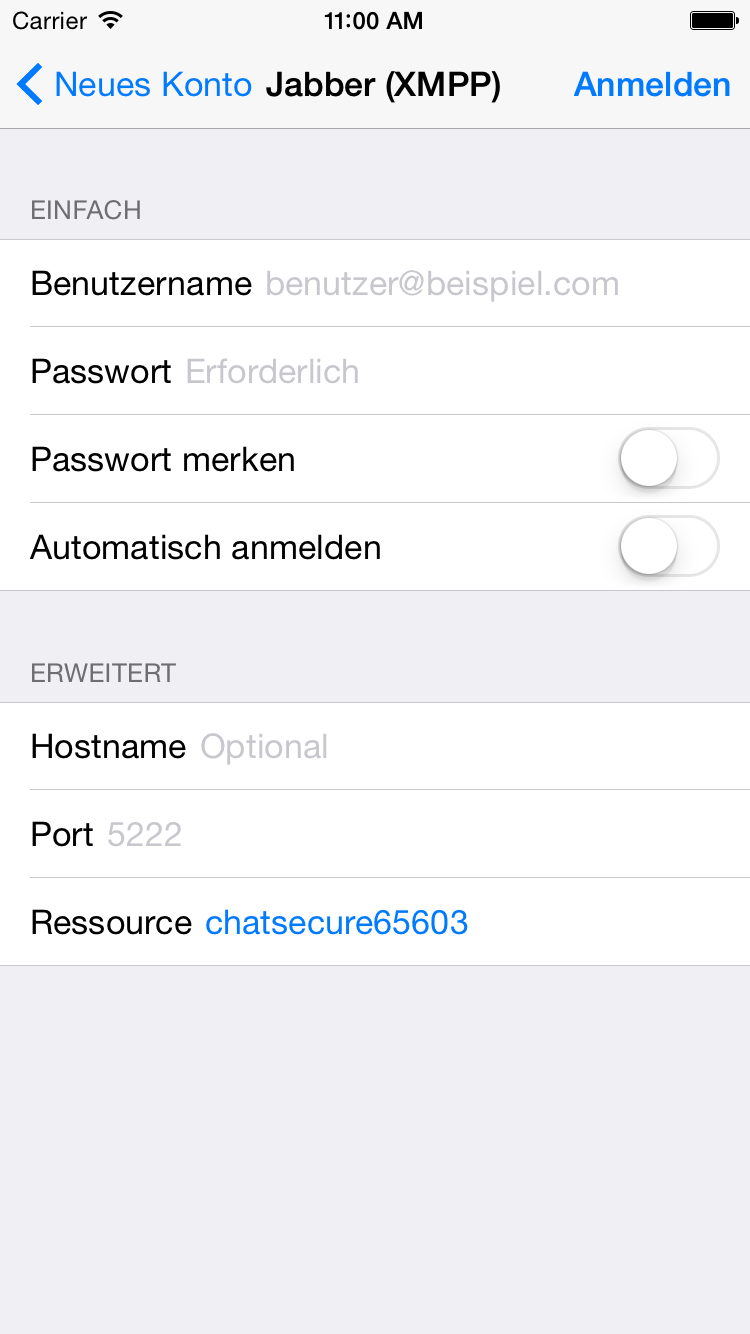 Carrier 11:00 AM
Neues Konto Jabber (XMPP) Anmelden
EINFACH
Benutzername benutzer@beispiel.com
Passwort Erforderlich
Passwort merken
Automatisch anmelden
ERWEITERT
Hostname Optional
Port 5222
Ressource chatsecure65603